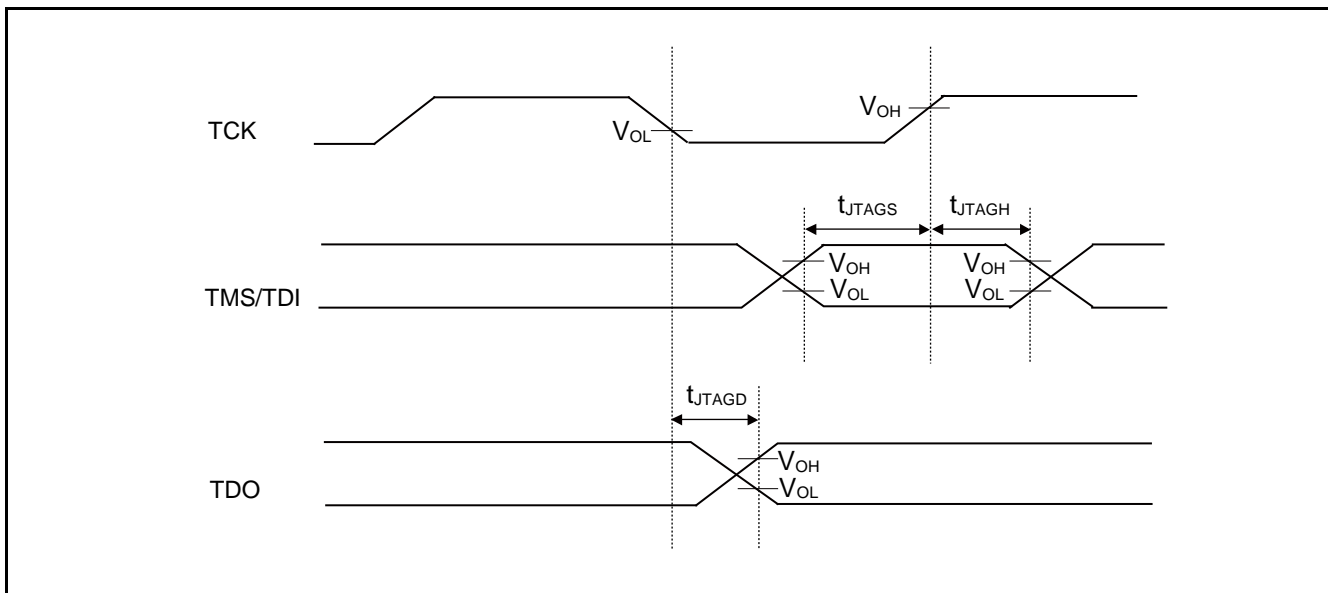 TCK
VOL
VOH
tJTAGS
tJTAGH
TMS/TDI
VOH
VOL
VOH
VOL
tJTAGD
TDO
VOH
VOL